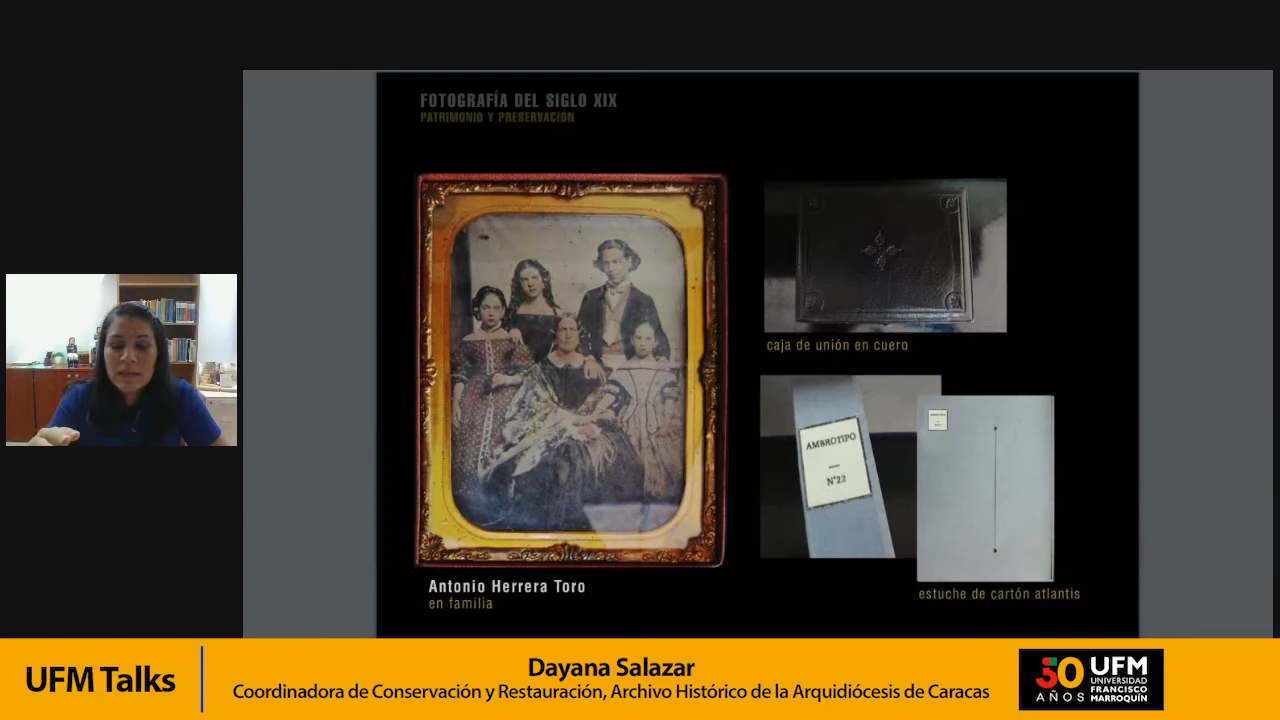 FOTOGRAFÍA DEL SIGLO XIX
PATRIMONIO Y PRESERVACIÓN
caja de unión en cuero
AMBROTIPO
N°22
estuche de cartón atlantis
Antonio Herrera Toro
en familia
UFM Talks
Dayana Salazar
Coordinadora de Conservación y Restauración, Archivo Histórico de la Arquidiócesis de Caracas
50
AÑOS
UFM
UNIVERSIDAD
FRANCISCO
MARROQUÍN